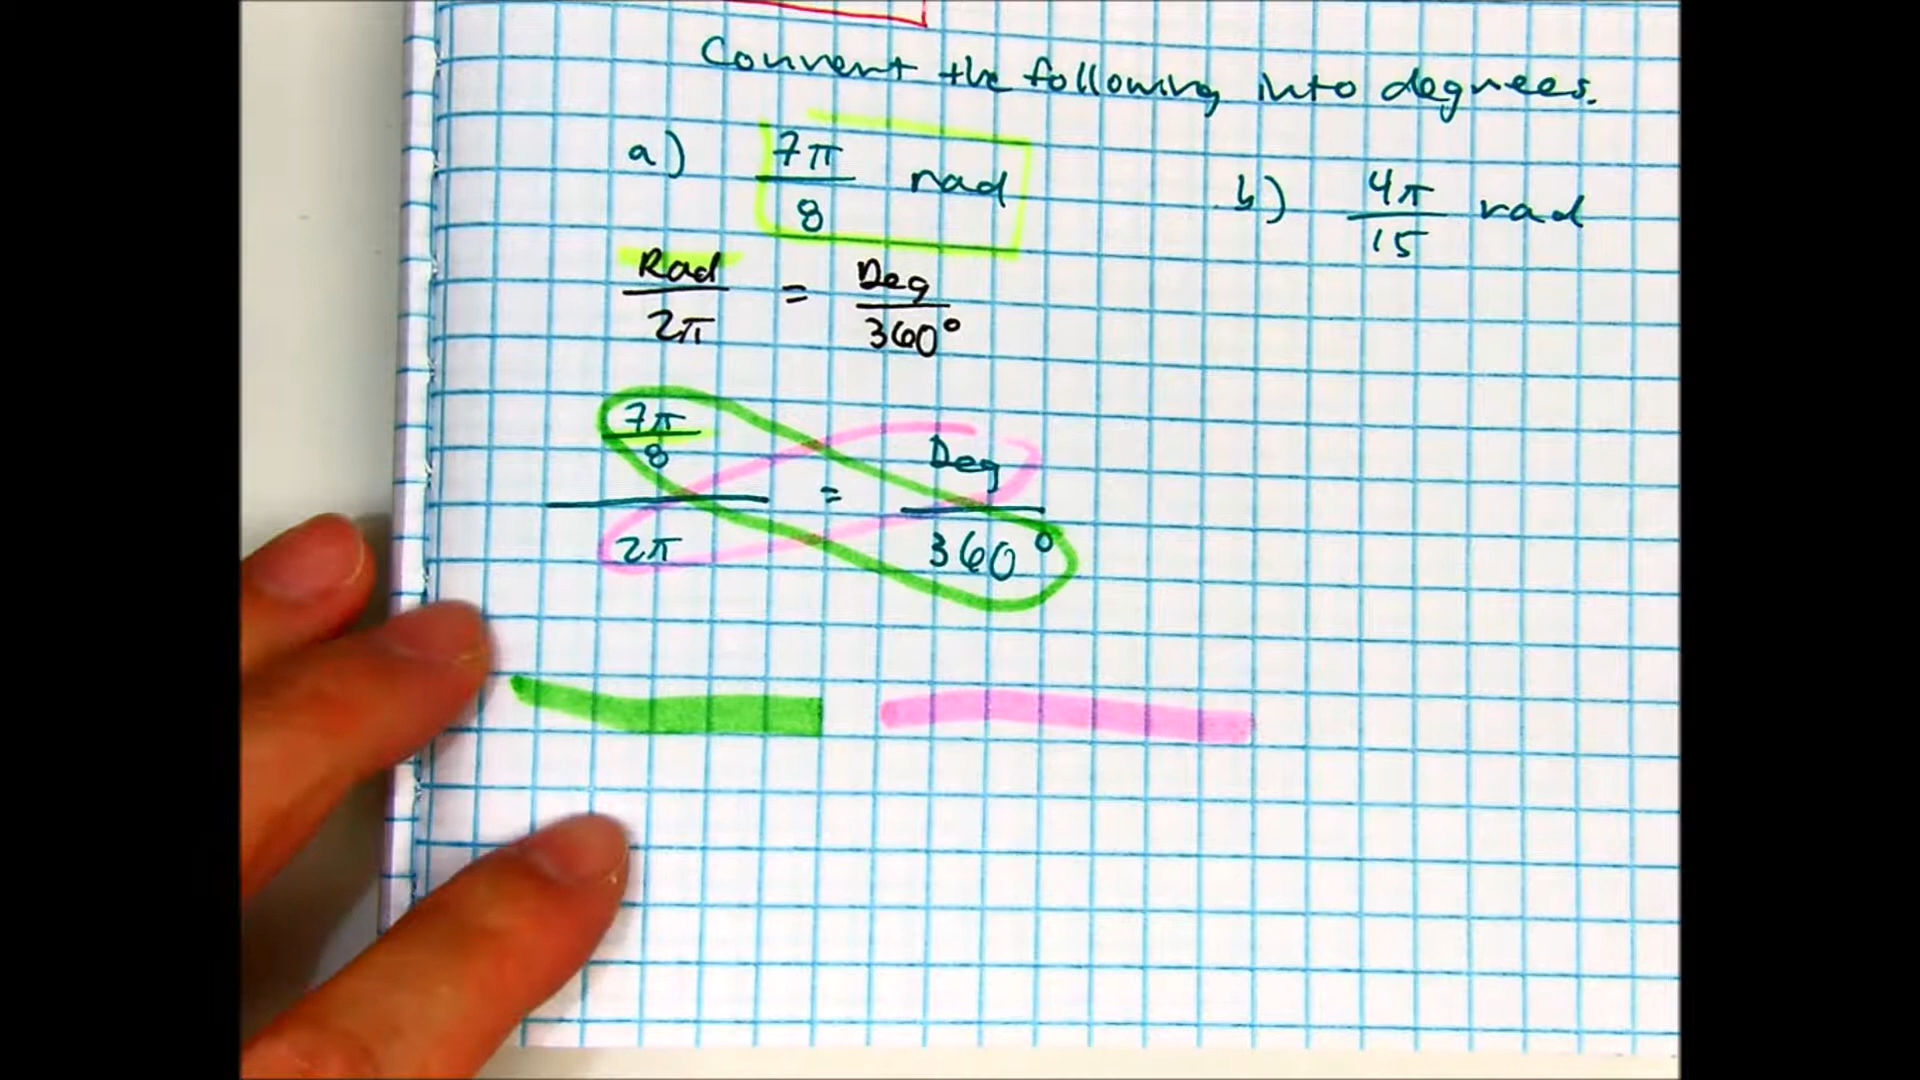 Convert the following into degrees.
a) 7π/8 rad
b) 4π/15 rad
Rad/2π = Deg/360°
(7π/8)/2π = Deg/360°